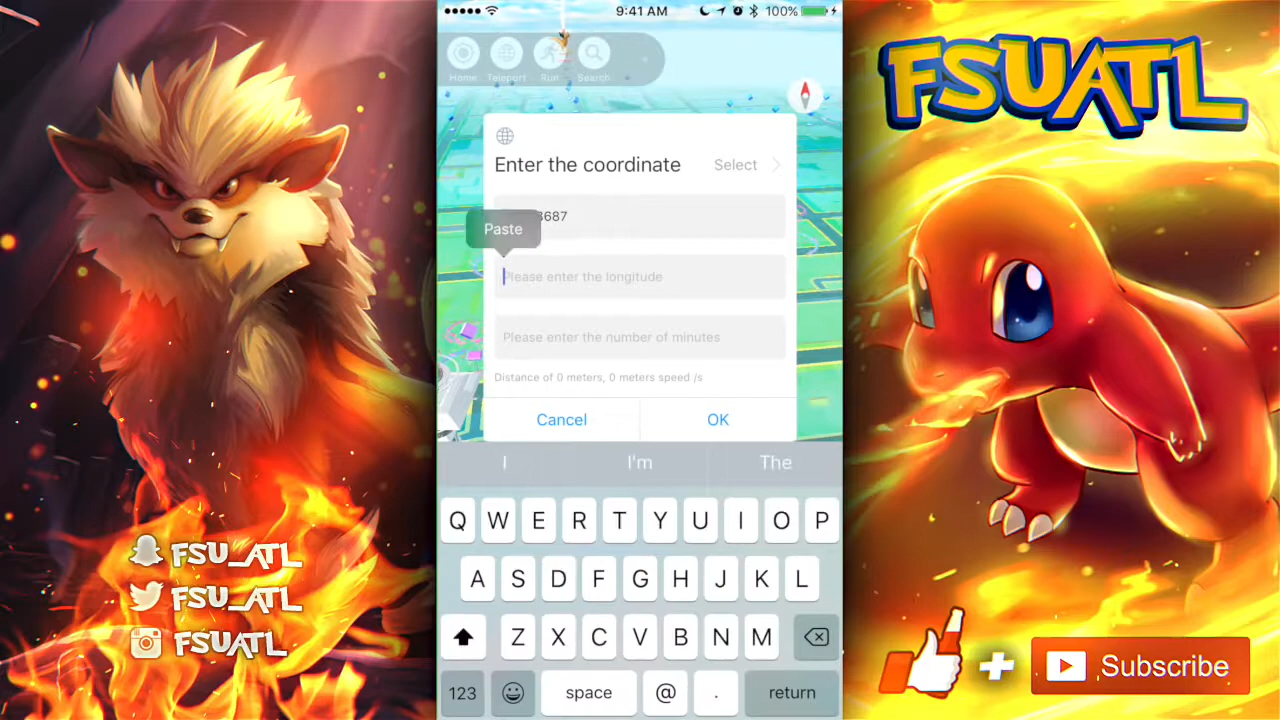 9:41 AM
100%
Home Teleport Run Search
Enter the coordinate
Select
3687
Paste
Please enter the longitude
Please enter the number of minutes
Distance of 0 meters, 0 meters speed /s
Cancel
OK
I I'm The
Q W E R T Y U I O P
A S D F G H J K L
Z X C V B N M
123 space @ . return
FSU_ATL
FSU_ATL
FSUATL
FSUATL
Subscribe